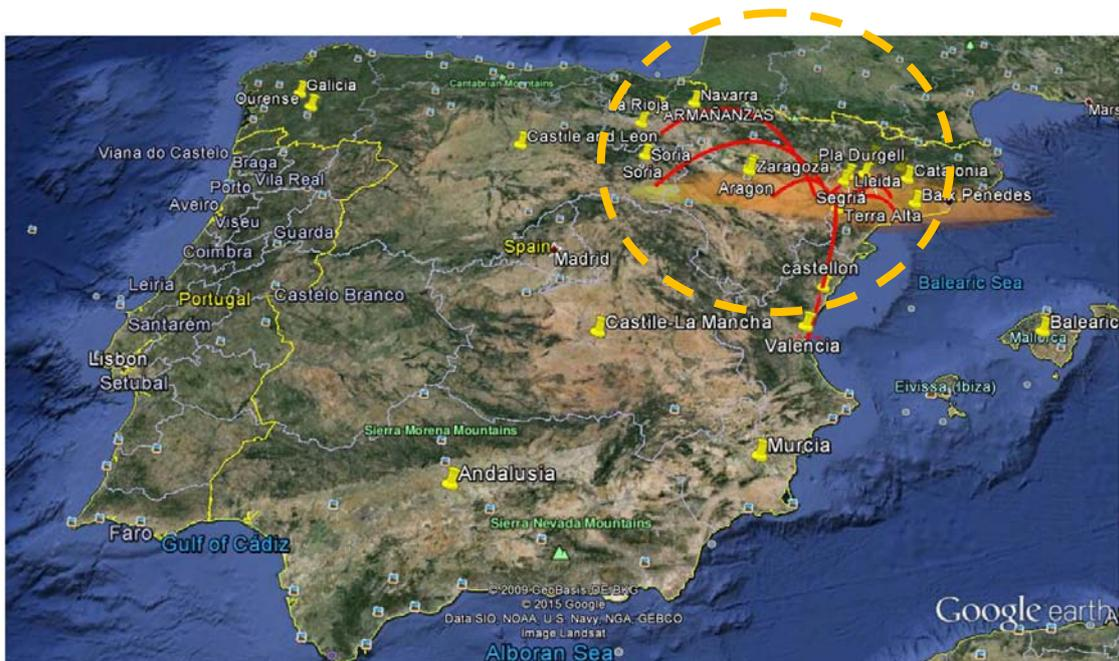 Galicia
Ourense
Cantabrian Mountains
Navarra
a Rioja
ARMAÑANZAS
Castile and Leon
Soria
Soria
Zaragoza
Aragon
Pla Durgell
Lleida
Segriá
Catalonia
Baix Penedes
Terra Alta
Mars
Viana do Castelo
Braga
Vila Real
Porto
Aveiro
Viseu
Guarda
Coimbra
Spain
Madrid
castellon
Balearic Sea
Leiria
Portugal
Castelo Branco
Santarém
Castile-La Mancha
Valencia
Balearic
Mallorca
Lisbon
Setubal
Eivissa (Ibiza)
Sierra Morena Mountains
Murcia
Andalusia
Faro
Gulf of Cádiz
Sierra Nevada Mountains
© 2009 GeoBasis-DE/BKG
© 2015 Google
Data SIO, NOAA, U.S. Navy, NGA, GEBCO
Image Landsat
Google earth
Alboran Sea